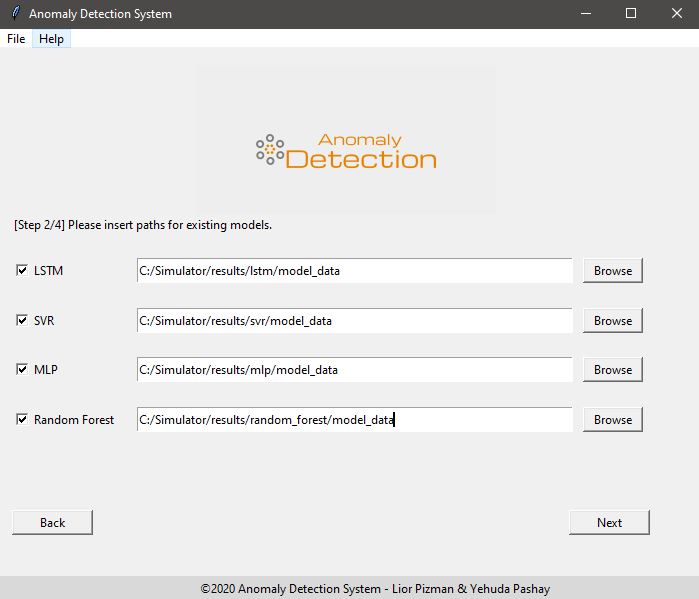 Anomaly Detection System
File Help
Anomaly
Detection
[Step 2/4] Please insert paths for existing models.
LSTM C:/Simulator/results/lstm/model_data Browse
SVR C:/Simulator/results/svr/model_data Browse
MLP C:/Simulator/results/mlp/model_data Browse
Random Forest C:/Simulator/results/random_forest/model_data Browse
Back Next
©2020 Anomaly Detection System - Lior Pizman & Yehuda Pashay